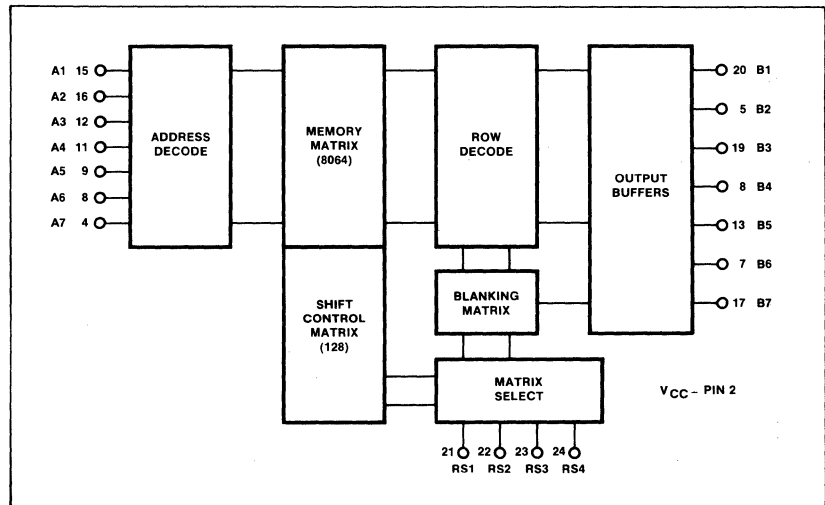 A1 15
A2 16
A3 12
A4 11
A5 9
A6 8
A7 4
ADDRESS
DECODE
MEMORY
MATRIX
(8064)
ROW
DECODE
OUTPUT
BUFFERS
20 B1
5 B2
19 B3
8 B4
13 B5
7 B6
17 B7
SHIFT
CONTROL
MATRIX
(128)
BLANKING
MATRIX
MATRIX
SELECT
VCC – PIN 2
21 22 23 24
RS1 RS2 RS3 RS4